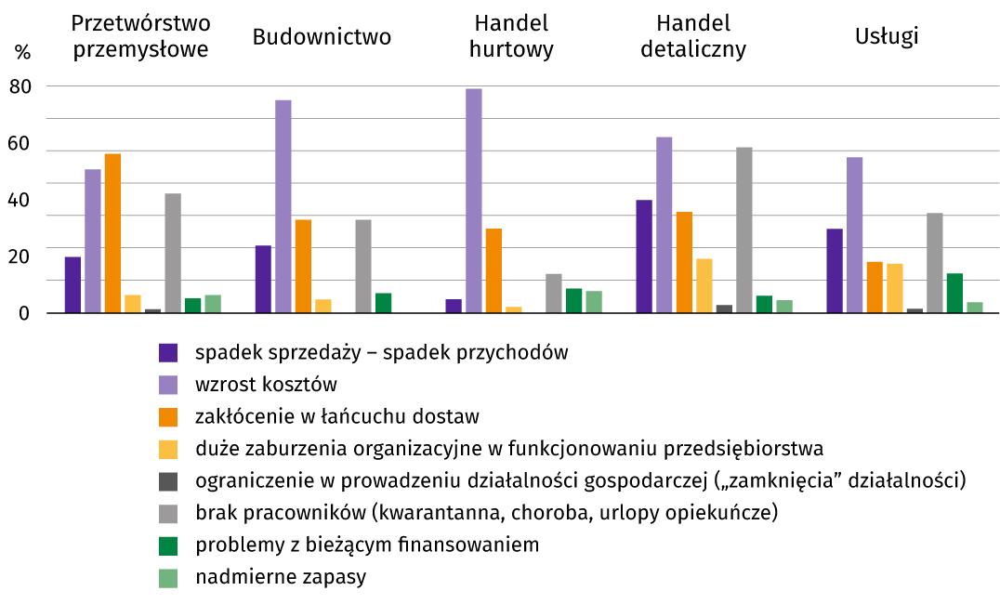 Przetwórstwo
przemysłowe
Budownictwo
Handel
hurtowy
Handel
detaliczny
Usługi
%
80
60
40
20
0
spadek sprzedaży – spadek przychodów
wzrost kosztów
zakłócenie w łańcuchu dostaw
duże zaburzenia organizacyjne w funkcjonowaniu przedsiębiorstwa
ograniczenie w prowadzeniu działalności gospodarczej („zamknięcia” działalności)
brak pracowników (kwarantanna, choroba, urlopy opiekuńcze)
problemy z bieżącym finansowaniem
nadmierne zapasy